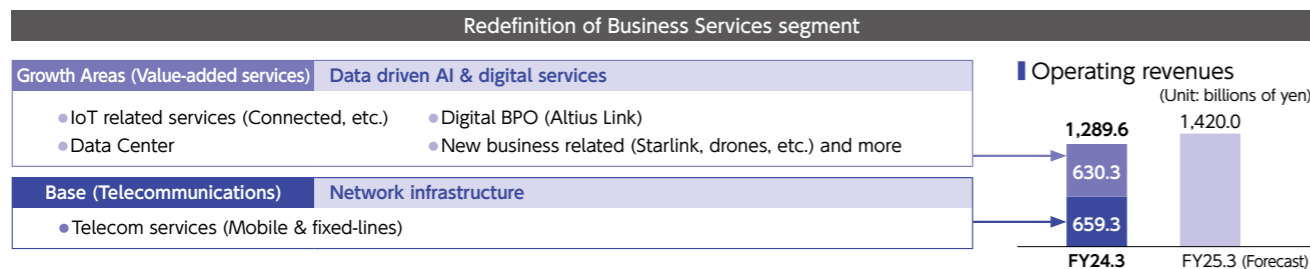 Redefinition of Business Services segment
Growth Areas (Value-added services) Data driven AI & digital services
●IoT related services (Connected, etc.) ●Digital BPO (Altius Link)
●Data Center ●New business related (Starlink, drones, etc.) and more
Base (Telecommunications) Network infrastructure
●Telecom services (Mobile & fixed-lines)
Operating revenues
(Unit: billions of yen)
1,289.6 1,420.0
630.3
659.3
FY24.3 FY25.3 (Forecast)